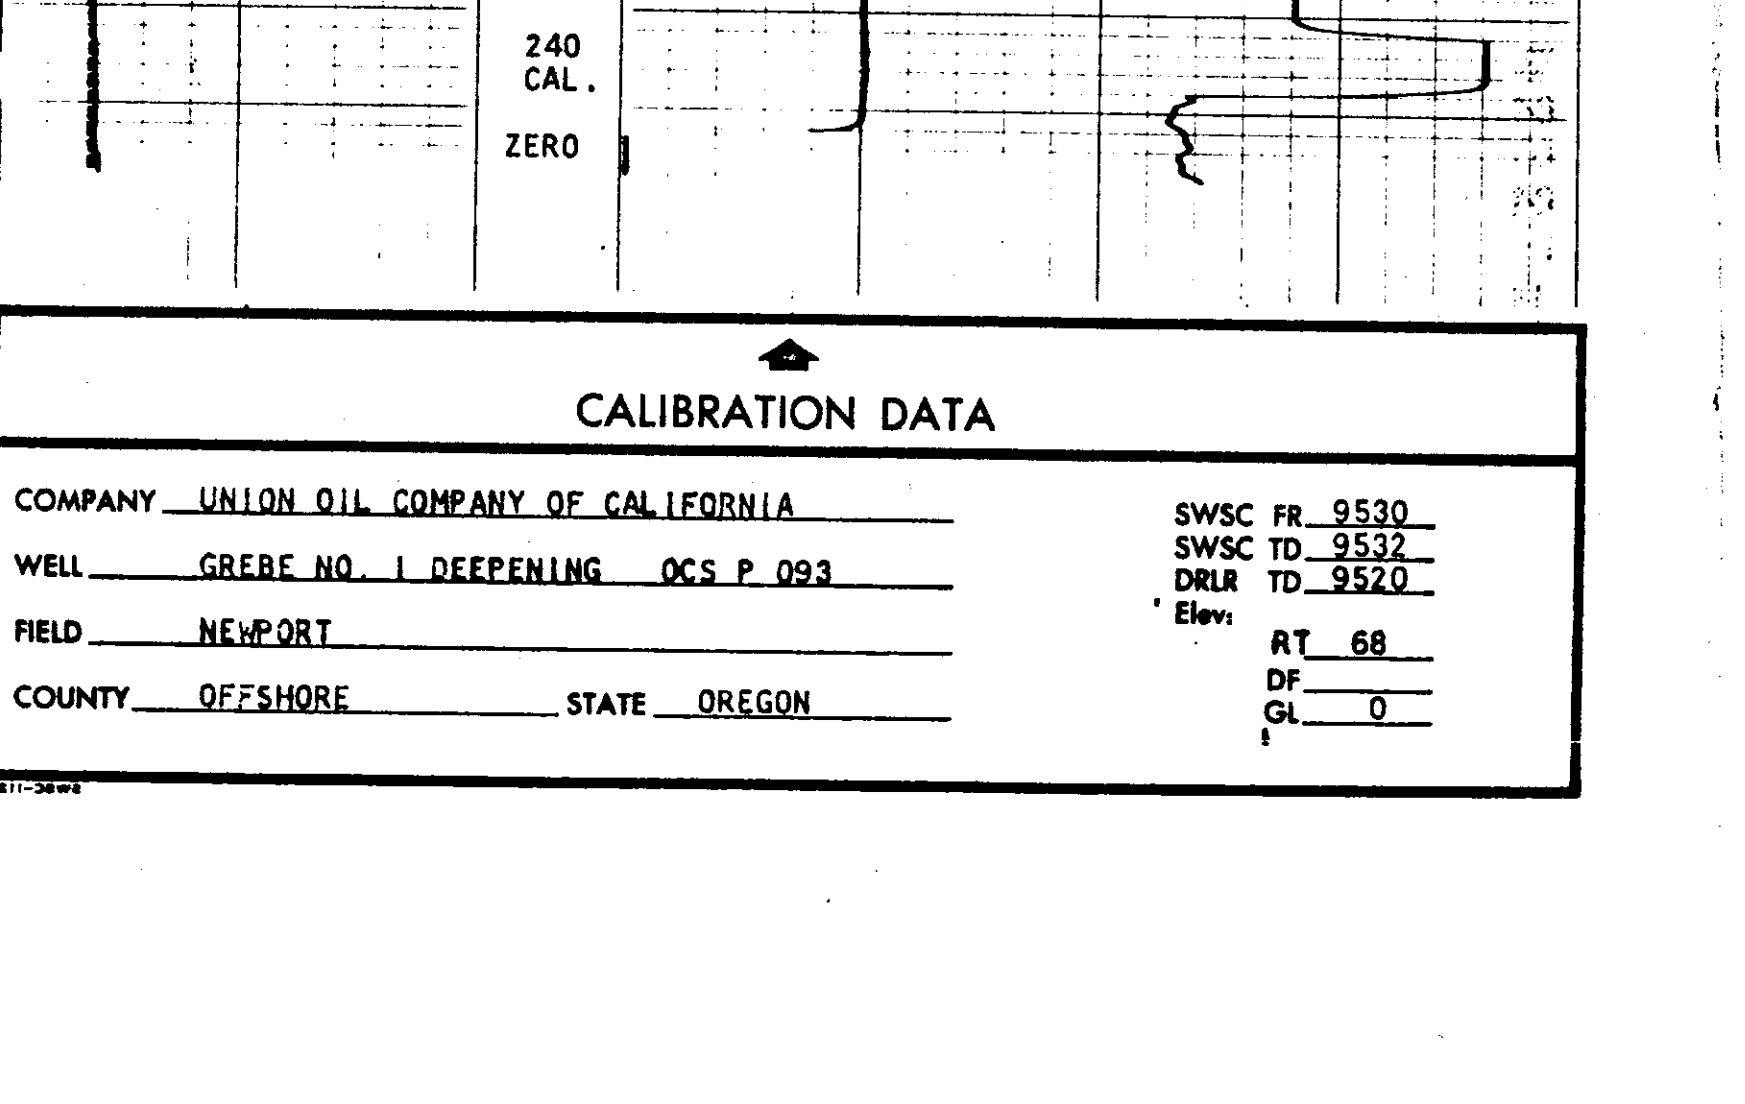 240
CAL.
ZERO
CALIBRATION DATA
COMPANY UNION OIL COMPANY OF CALIFORNIA
WELL GREBE NO. 1 DEEPENING OCS P 093
FIELD NEWPORT
COUNTY OFFSHORE STATE OREGON
SWSC FR 9530
SWSC TD 9532
DRLR TD 9520
Elev:
RT 68
DF
GL 0